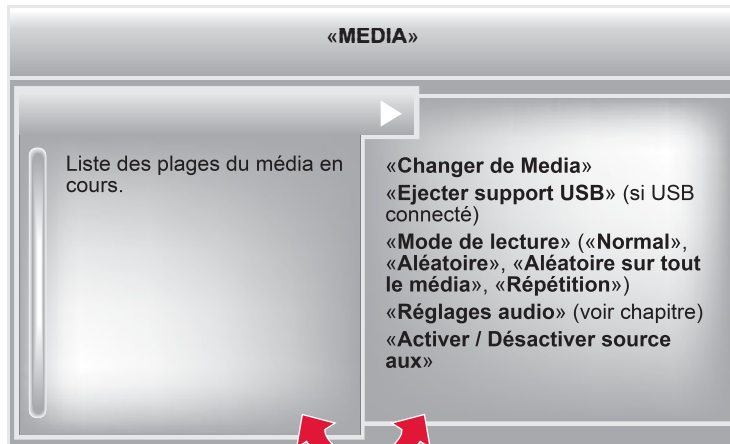 «MEDIA»
Liste des plages du média en
cours.
«Changer de Media»
«Ejecter support USB» (si USB
connecté)
«Mode de lecture» («Normal»,
«Aléatoire», «Aléatoire sur tout
le média», «Répétition»)
«Réglages audio» (voir chapitre)
«Activer / Désactiver source
aux»